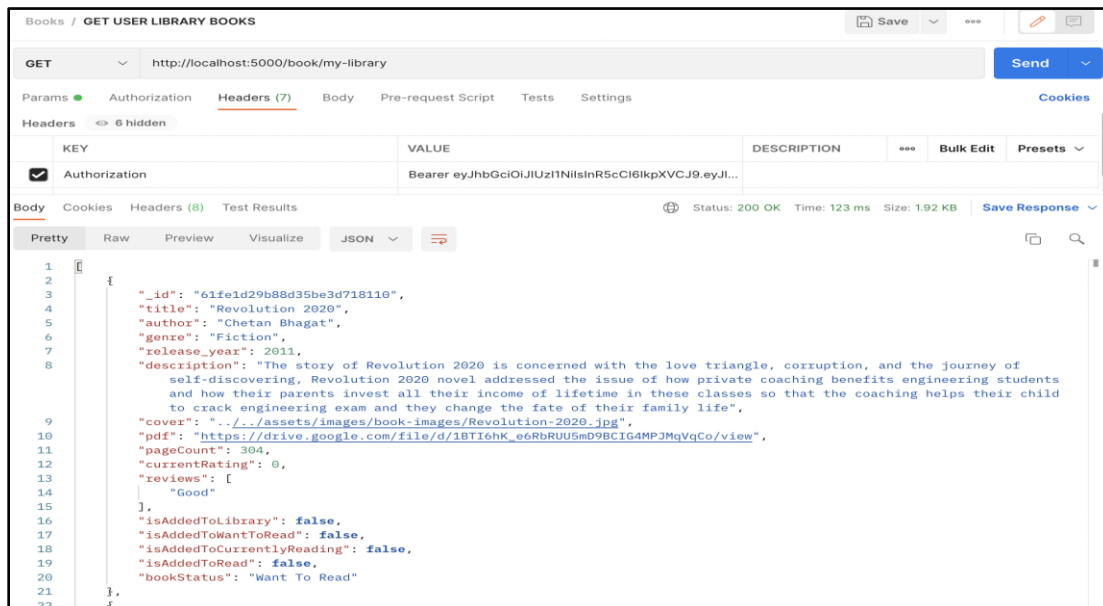 Books / GET USER LIBRARY BOOKS Save
GET http://localhost:5000/book/my-library Send
Params Authorization Headers (7) Body Pre-request Script Tests Settings Cookies
Headers 6 hidden
KEY VALUE DESCRIPTION Bulk Edit Presets
Authorization Bearer eyJhbGciOiJIUzI1NiIsInR5cCI6IkpXVCJ9.eyJI...
Body Cookies Headers (8) Test Results Status: 200 OK Time: 123 ms Size: 1.92 KB Save Response
Pretty Raw Preview Visualize JSON
1 [
2 {
3 "_id": "61fe1d29b88d35be3d718110",
4 "title": "Revolution 2020",
5 "author": "Chetan Bhagat",
6 "genre": "Fiction",
7 "release_year": 2011,
8 "description": "The story of Revolution 2020 is concerned with the love triangle, corruption, and the journey of
self-discovering, Revolution 2020 novel addressed the issue of how private coaching benefits engineering students
and how their parents invest all their income of lifetime in these classes so that the coaching helps their child
to crack engineering exam and they change the fate of their family life",
9 "cover": "../../assets/images/book-images/Revolution-2020.jpg",
10 "pdf": "https://drive.google.com/file/d/1BTI6hK_e6RbRUU5mD9BCIG4MPJMqVqCo/view",
11 "pageCount": 304,
12 "currentRating": 0,
13 "reviews": [
14 "Good"
15 ],
16 "isAddedToLibrary": false,
17 "isAddedToWantToRead": false,
18 "isAddedToCurrentlyReading": false,
19 "isAddedToRead": false,
20 "bookStatus": "Want To Read"
21 },
22 {